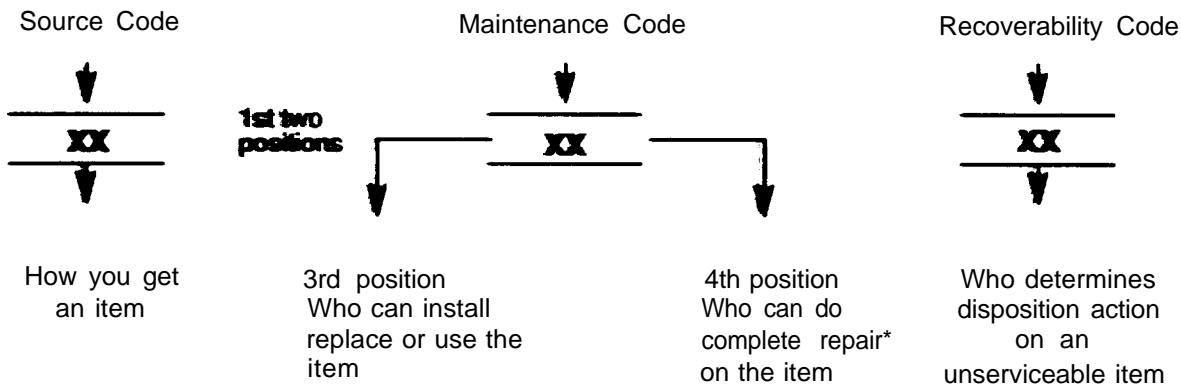 Source Code
Maintenance Code
Recoverability Code
XX
1st two
positions
XX
XX
How you get
an item
3rd position
Who can install
replace or use the
item
4th position
Who can do
complete repair*
on the item
Who determines
disposition action
on an
unserviceable item